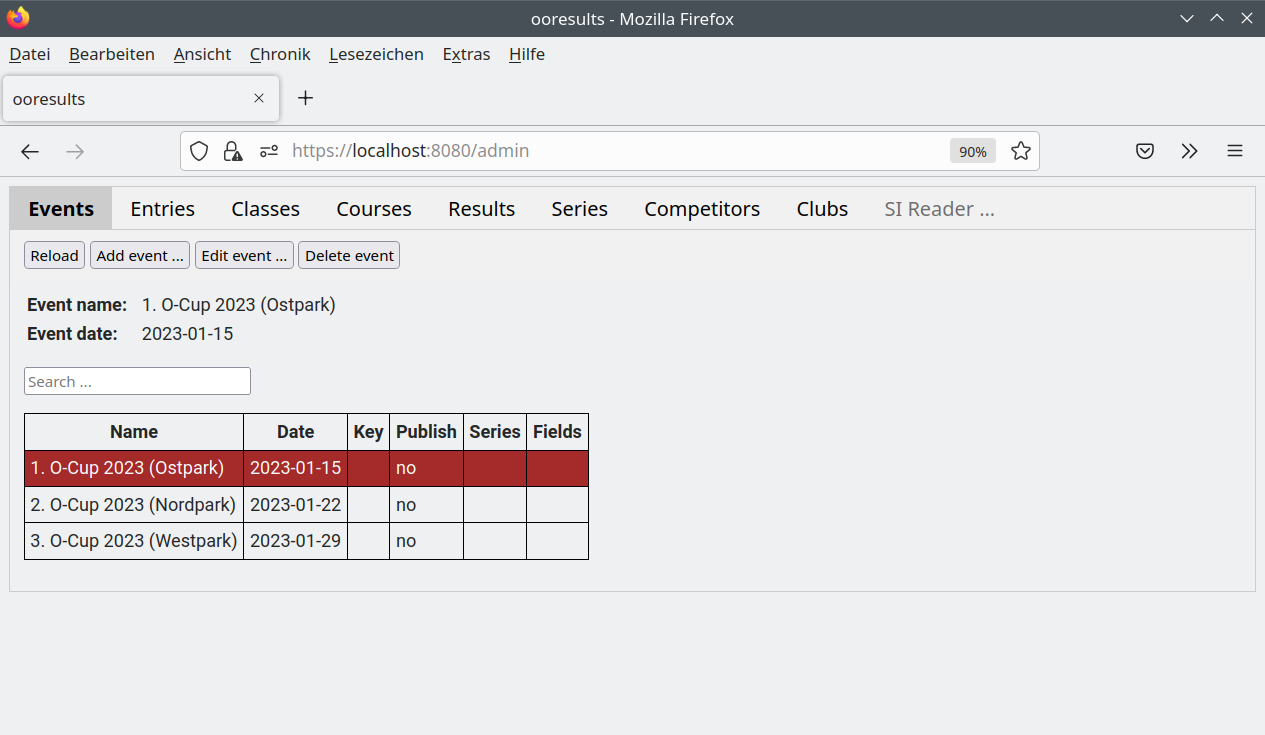 ooresults - Mozilla Firefox
Datei Bearbeiten Ansicht Chronik Lesezeichen Extras Hilfe
ooresults
https://localhost:8080/admin 90%
Events Entries Classes Courses Results Series Competitors Clubs SI Reader ...
Reload Add event ... Edit event ... Delete event
Event name: 1. O-Cup 2023 (Ostpark)
Event date: 2023-01-15
Search ...
Name Date Key Publish Series Fields
1. O-Cup 2023 (Ostpark) 2023-01-15 no
2. O-Cup 2023 (Nordpark) 2023-01-22 no
3. O-Cup 2023 (Westpark) 2023-01-29 no